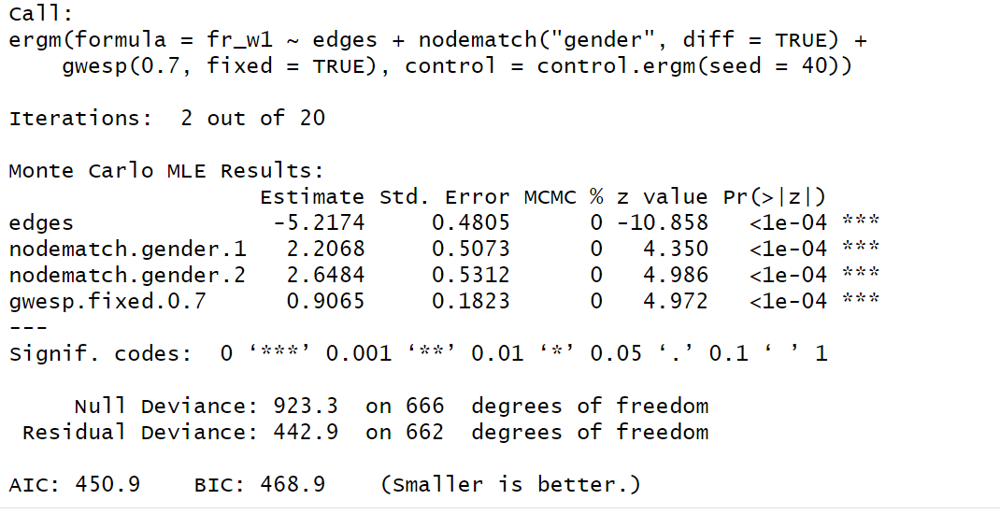 Call:
ergm(formula = fr_w1 ~ edges + nodematch("gender", diff = TRUE) +
    gwesp(0.7, fixed = TRUE), control = control.ergm(seed = 40))

Iterations:  2 out of 20

Monte Carlo MLE Results:
                   Estimate Std. Error MCMC % z value Pr(>|z|)
edges               -5.2174     0.4805      0 -10.858   <1e-04 ***
nodematch.gender.1   2.2068     0.5073      0   4.350   <1e-04 ***
nodematch.gender.2   2.6484     0.5312      0   4.986   <1e-04 ***
gwesp.fixed.0.7      0.9065     0.1823      0   4.972   <1e-04 ***
---
Signif. codes:  0 ‘***’ 0.001 ‘**’ 0.01 ‘*’ 0.05 ‘.’ 0.1 ‘ ’ 1

     Null Deviance: 923.3  on 666  degrees of freedom
 Residual Deviance: 442.9  on 662  degrees of freedom

AIC: 450.9    BIC: 468.9    (Smaller is better.)